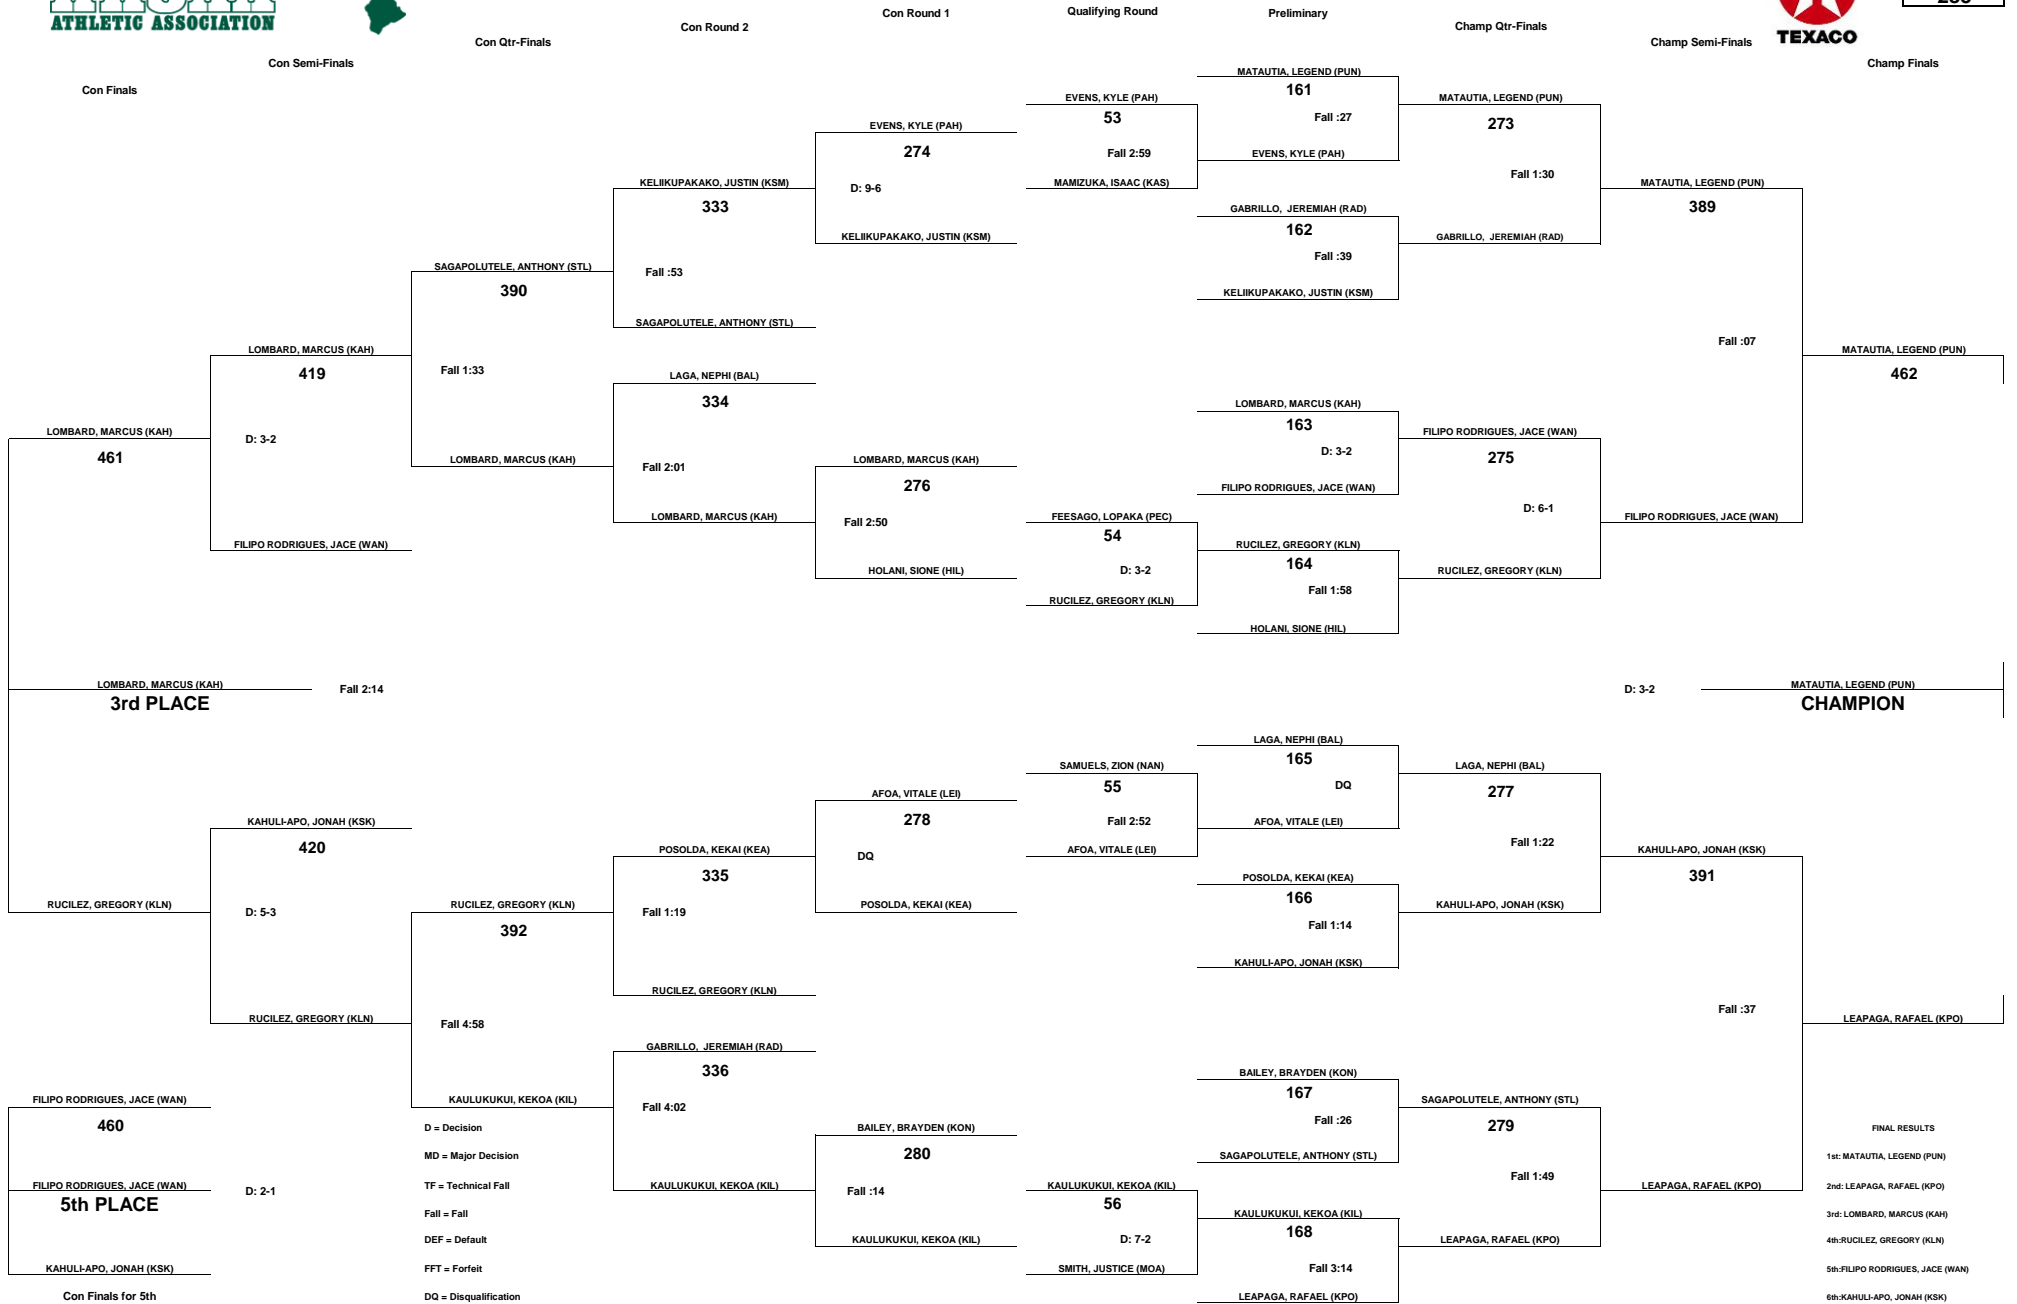 ATHLETIC ASSOCIATION
TEXACO
Con Finals
Con Semi-Finals
Con Qtr-Finals
Con Round 2
Con Round 1
Qualifying Round
Preliminary
Champ Qtr-Finals
Champ Semi-Finals
Champ Finals
LOMBARD, MARCUS (KAH)
461
LOMBARD, MARCUS (KAH)
3rd PLACE
Fall 2:14
RUCILEZ, GREGORY (KLN)
FILIPO RODRIGUES, JACE (WAN)
460
FILIPO RODRIGUES, JACE (WAN)
5th PLACE
D: 2-1
KAHULI-APO, JONAH (KSK)
Con Finals for 5th
LOMBARD, MARCUS (KAH)
419
D: 3-2
FILIPO RODRIGUES, JACE (WAN)
KAHULI-APO, JONAH (KSK)
420
D: 5-3
RUCILEZ, GREGORY (KLN)
SAGAPOLUTELE, ANTHONY (STL)
390
Fall 1:33
LOMBARD, MARCUS (KAH)
RUCILEZ, GREGORY (KLN)
392
Fall 4:58
KAULUKUKUI, KEKOA (KIL)
D = Decision
MD = Major Decision
TF = Technical Fall
Fall = Fall
DEF = Default
FFT = Forfeit
DQ = Disqualification
KELIIKUPAKAKO, JUSTIN (KSM)
333
Fall :53
SAGAPOLUTELE, ANTHONY (STL)
LAGA, NEPHI (BAL)
334
Fall 2:01
LOMBARD, MARCUS (KAH)
POSOLDA, KEKAI (KEA)
335
Fall 1:19
RUCILEZ, GREGORY (KLN)
GABRILLO, JEREMIAH (RAD)
336
Fall 4:02
KAULUKUKUI, KEKOA (KIL)
EVENS, KYLE (PAH)
274
D: 9-6
KELIIKUPAKAKO, JUSTIN (KSM)
LOMBARD, MARCUS (KAH)
276
Fall 2:50
HOLANI, SIONE (HIL)
AFOA, VITALE (LEI)
278
DQ
POSOLDA, KEKAI (KEA)
BAILEY, BRAYDEN (KON)
280
Fall :14
KAULUKUKUI, KEKOA (KIL)
EVENS, KYLE (PAH)
53
Fall 2:59
MAMIZUKA, ISAAC (KAS)
FEESAGO, LOPAKA (PEC)
54
D: 3-2
RUCILEZ, GREGORY (KLN)
SAMUELS, ZION (NAN)
55
Fall 2:52
AFOA, VITALE (LEI)
KAULUKUKUI, KEKOA (KIL)
56
D: 7-2
SMITH, JUSTICE (MOA)
MATAUTIA, LEGEND (PUN)
161
Fall :27
EVENS, KYLE (PAH)
GABRILLO, JEREMIAH (RAD)
162
Fall :39
KELIIKUPAKAKO, JUSTIN (KSM)
LOMBARD, MARCUS (KAH)
163
D: 3-2
FILIPO RODRIGUES, JACE (WAN)
RUCILEZ, GREGORY (KLN)
164
Fall 1:58
HOLANI, SIONE (HIL)
LAGA, NEPHI (BAL)
165
DQ
AFOA, VITALE (LEI)
POSOLDA, KEKAI (KEA)
166
Fall 1:14
KAHULI-APO, JONAH (KSK)
BAILEY, BRAYDEN (KON)
167
Fall :26
SAGAPOLUTELE, ANTHONY (STL)
KAULUKUKUI, KEKOA (KIL)
168
Fall 3:14
LEAPAGA, RAFAEL (KPO)
MATAUTIA, LEGEND (PUN)
273
Fall 1:30
GABRILLO, JEREMIAH (RAD)
FILIPO RODRIGUES, JACE (WAN)
275
D: 6-1
RUCILEZ, GREGORY (KLN)
LAGA, NEPHI (BAL)
277
Fall 1:22
KAHULI-APO, JONAH (KSK)
SAGAPOLUTELE, ANTHONY (STL)
279
Fall 1:49
LEAPAGA, RAFAEL (KPO)
MATAUTIA, LEGEND (PUN)
389
Fall :07
FILIPO RODRIGUES, JACE (WAN)
KAHULI-APO, JONAH (KSK)
391
Fall :37
LEAPAGA, RAFAEL (KPO)
MATAUTIA, LEGEND (PUN)
462
D: 3-2
MATAUTIA, LEGEND (PUN)
CHAMPION
LEAPAGA, RAFAEL (KPO)
FINAL RESULTS
1st: MATAUTIA, LEGEND (PUN)
2nd: LEAPAGA, RAFAEL (KPO)
3rd: LOMBARD, MARCUS (KAH)
4th:RUCILEZ, GREGORY (KLN)
5th:FILIPO RODRIGUES, JACE (WAN)
6th:KAHULI-APO, JONAH (KSK)